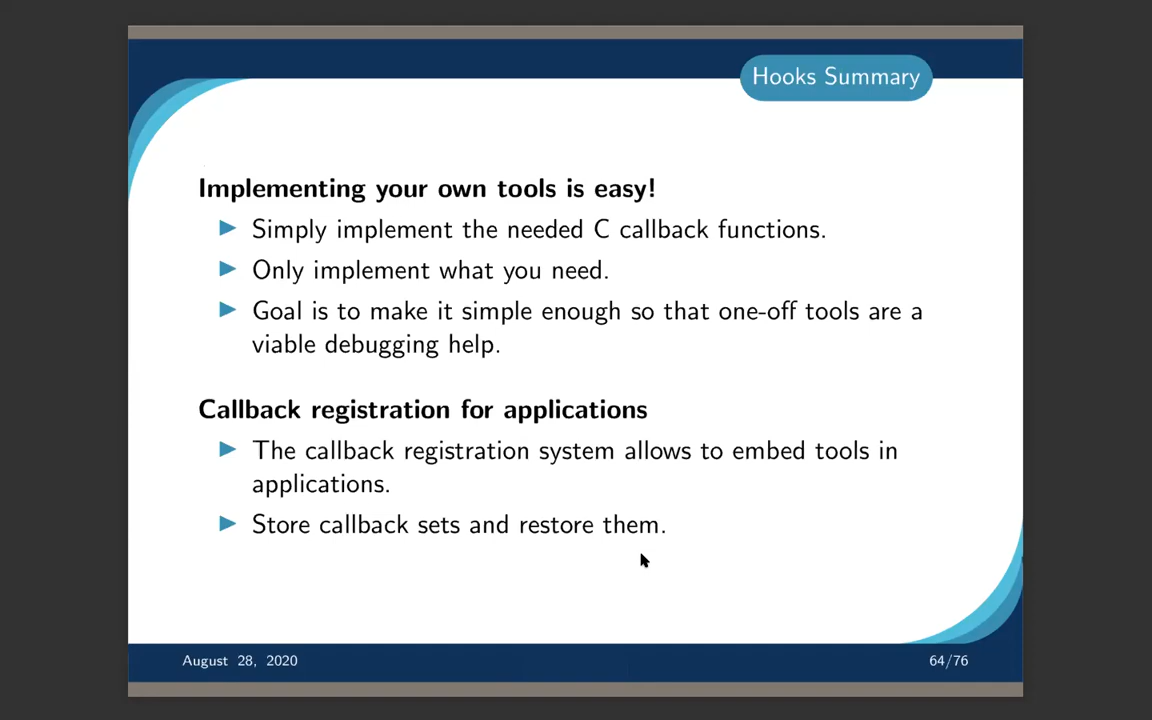 Hooks Summary
Implementing your own tools is easy!
Simply implement the needed C callback functions.
Only implement what you need.
Goal is to make it simple enough so that one-off tools are a
viable debugging help.
Callback registration for applications
The callback registration system allows to embed tools in
applications.
Store callback sets and restore them.
August 28, 2020
64/76